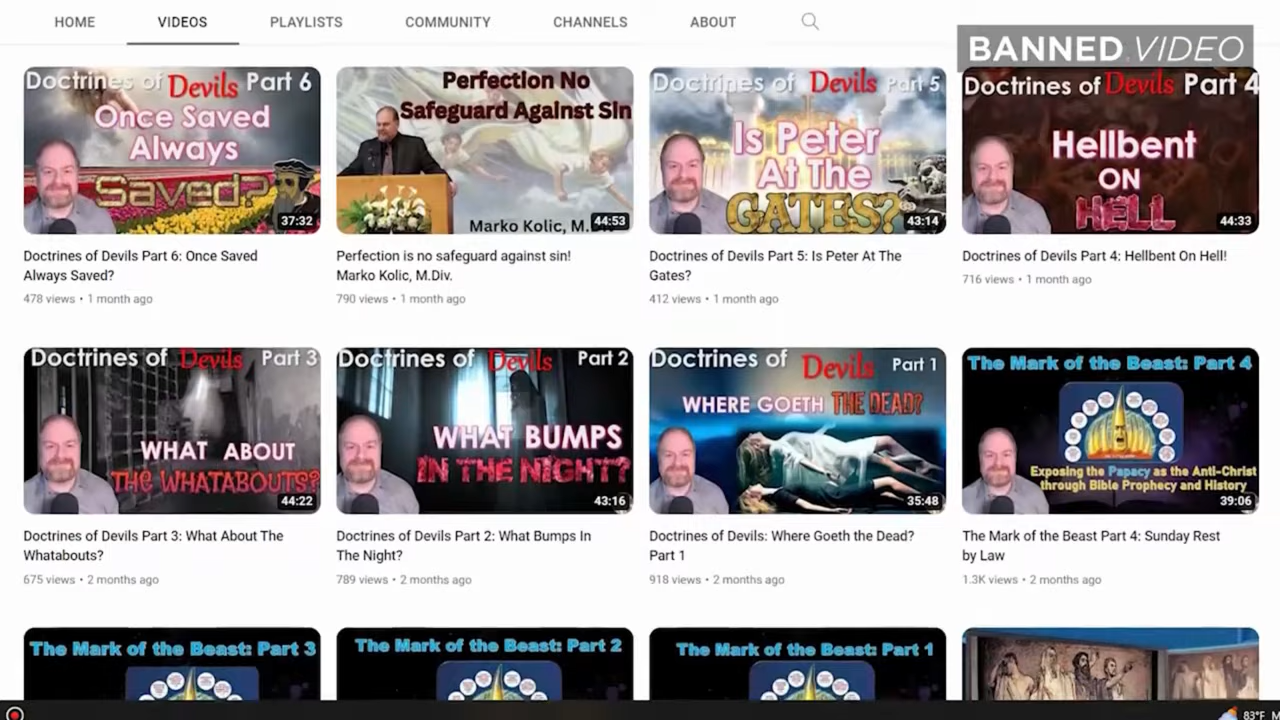 HOME VIDEOS PLAYLISTS COMMUNITY CHANNELS ABOUT
BANNED.VIDEO
Doctrines of Devils Part 6
Once Saved
Always
Saved?
37:32
Perfection No
Safeguard Against Sin
Marko Kolic, M.
44:53
Doctrines of Devils Part 5
Is Peter
At The
GATES?
43:14
Doctrines of Devils Part 4
Hellbent
ON
HELL
44:33
Doctrines of Devils Part 6: Once Saved
Always Saved?
478 views • 1 month ago
Perfection is no safeguard against sin!
Marko Kolic, M.Div.
790 views • 1 month ago
Doctrines of Devils Part 5: Is Peter At The
Gates?
412 views • 1 month ago
Doctrines of Devils Part 4: Hellbent On Hell!
716 views • 1 month ago
Doctrines of Devils Part 3
WHAT ABOUT
THE WHATABOUTS?
44:22
Doctrines of Devils Part 2
WHAT BUMPS
IN THE NIGHT?
43:16
Doctrines of Devils Part 1
WHERE GOETH THE DEAD?
35:48
The Mark of the Beast: Part 4
Exposing the Papacy as the Anti-Christ
through Bible Prophecy and History
39:06
Doctrines of Devils Part 3: What About The
Whatabouts?
675 views • 2 months ago
Doctrines of Devils Part 2: What Bumps In
The Night?
789 views • 2 months ago
Doctrines of Devils: Where Goeth the Dead?
Part 1
918 views • 2 months ago
The Mark of the Beast Part 4: Sunday Rest
by Law
1.3K views • 2 months ago
The Mark of the Beast: Part 3
The Mark of the Beast: Part 2
The Mark of the Beast: Part 1
83°F M